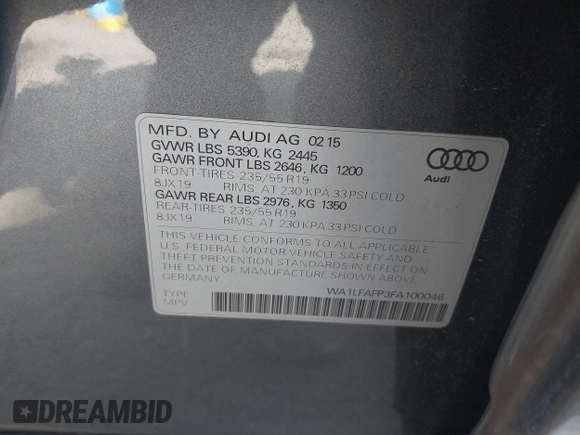 MFD. BY AUDI AG 02 15
GVWR LBS 5390, KG 2445
GAWR FRONT LBS 2646, KG 1200
FRONT-TIRES 235/55 R19
8JX19 RIMS, AT 230 KPA 33 PSI COLD
GAWR REAR LBS 2976, KG 1350
REAR-TIRES 235/55 R19
8JX19 RIMS, AT 230 KPA 33 PSI COLD
THIS VEHICLE CONFORMS TO ALL APPLICABLE
U.S. FEDERAL MOTOR VEHICLE SAFETY AND
THEFT PREVENTION STANDARDS IN EFFECT ON
THE DATE OF MANUFACTURE SHOWN ABOVE.
GERMANY
WA1LFAFP3FA100046
TYPE
MPV
Audi
DREAMBID